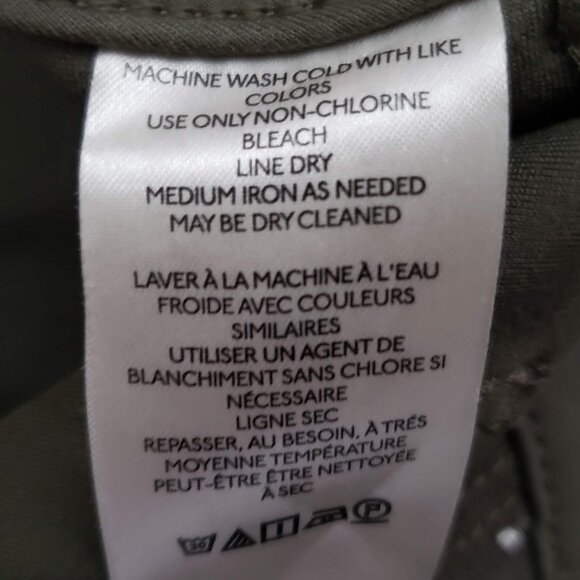 MACHINE WASH COLD WITH LIKE
COLORS
USE ONLY NON-CHLORINE
BLEACH
LINE DRY
MEDIUM IRON AS NEEDED
MAY BE DRY CLEANED
LAVER À LA MACHINE À L'EAU
FROIDE AVEC COULEURS
SIMILAIRES
UTILISER UN AGENT DE
BLANCHIMENT SANS CHLORE SI
NÉCESSAIRE
LIGNE SEC
REPASSER, AU BESOIN, À TRÉS
MOYENNE TEMPÉRATURE
PEUT-ÊTRE ÊTRE NETTOYÉE
À SEC
30 P